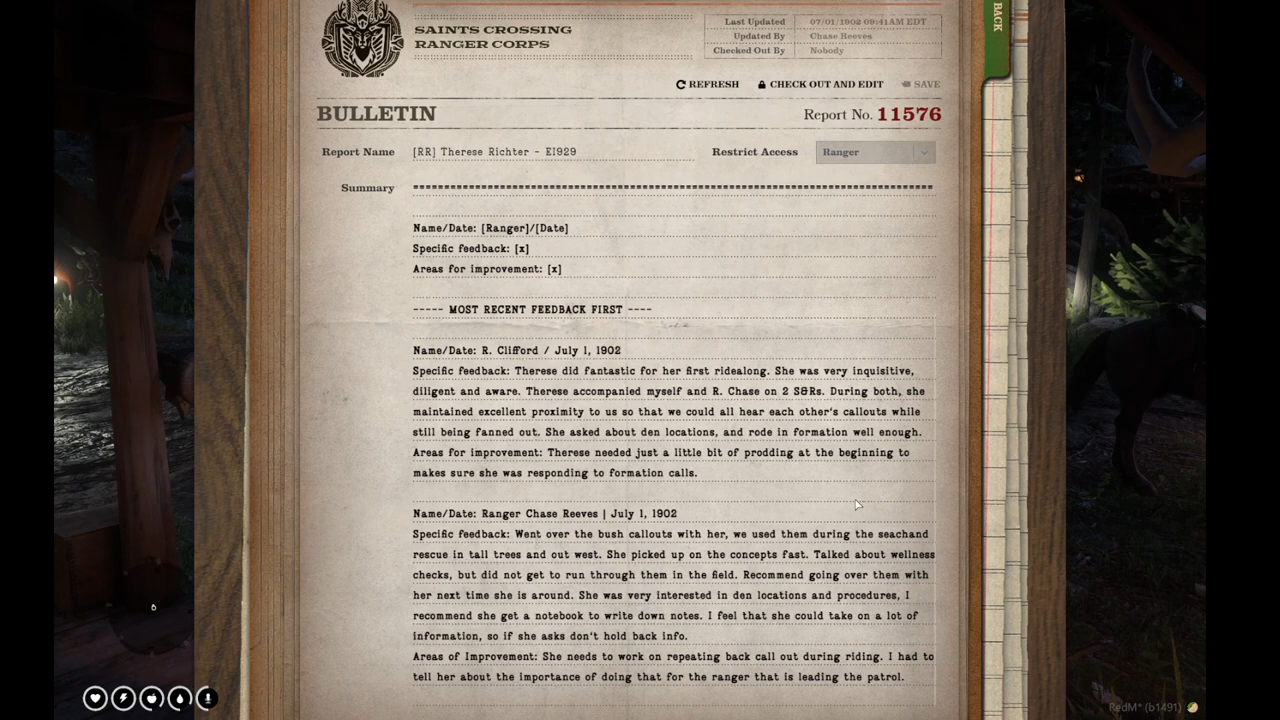 BACK
SAINTS CROSSING
RANGER CORPS
Last Updated 07/01/1902 09:41AM EDT
Updated By Chase Reeves
Checked Out By Nobody
REFRESH CHECK OUT AND EDIT SAVE
BULLETIN Report No. 11576
Report Name [RR] Therese Richter - EI929 Restrict Access Ranger
Summary ==================================================================================
Name/Date: [Ranger]/[Date]
Specific feedback: [x]
Areas for improvement: [x]
----- MOST RECENT FEEDBACK FIRST ----
Name/Date: R. Clifford / July 1, 1902
Specific feedback: Therese did fantastic for her first ridealong. She was very inquisitive,
diligent and aware. Therese accompanied myself and R. Chase on 2 S&Rs. During both, she
maintained excellent proximity to us so that we could all hear each other's callouts while
still being fanned out. She asked about den locations, and rode in formation well enough.
Areas for improvement: Therese needed just a little bit of prodding at the beginning to
makes sure she was responding to formation calls.
Name/Date: Ranger Chase Reeves | July 1, 1902
Specific feedback: Went over the bush callouts with her, we used them during the seachand
rescue in tall trees and out west. She picked up on the concepts fast. Talked about wellness
checks, but did not get to run through them in the field. Recommend going over them with
her next time she is around. She was very interested in den locations and procedures, I
recommend she get a notebook to write down notes. I feel that she could take on a lot of
information, so if she asks don't hold back info.
Areas of Improvement: She needs to work on repeating back call out during riding. I had to
tell her about the importance of doing that for the ranger that is leading the patrol.
RedM* (b1491)